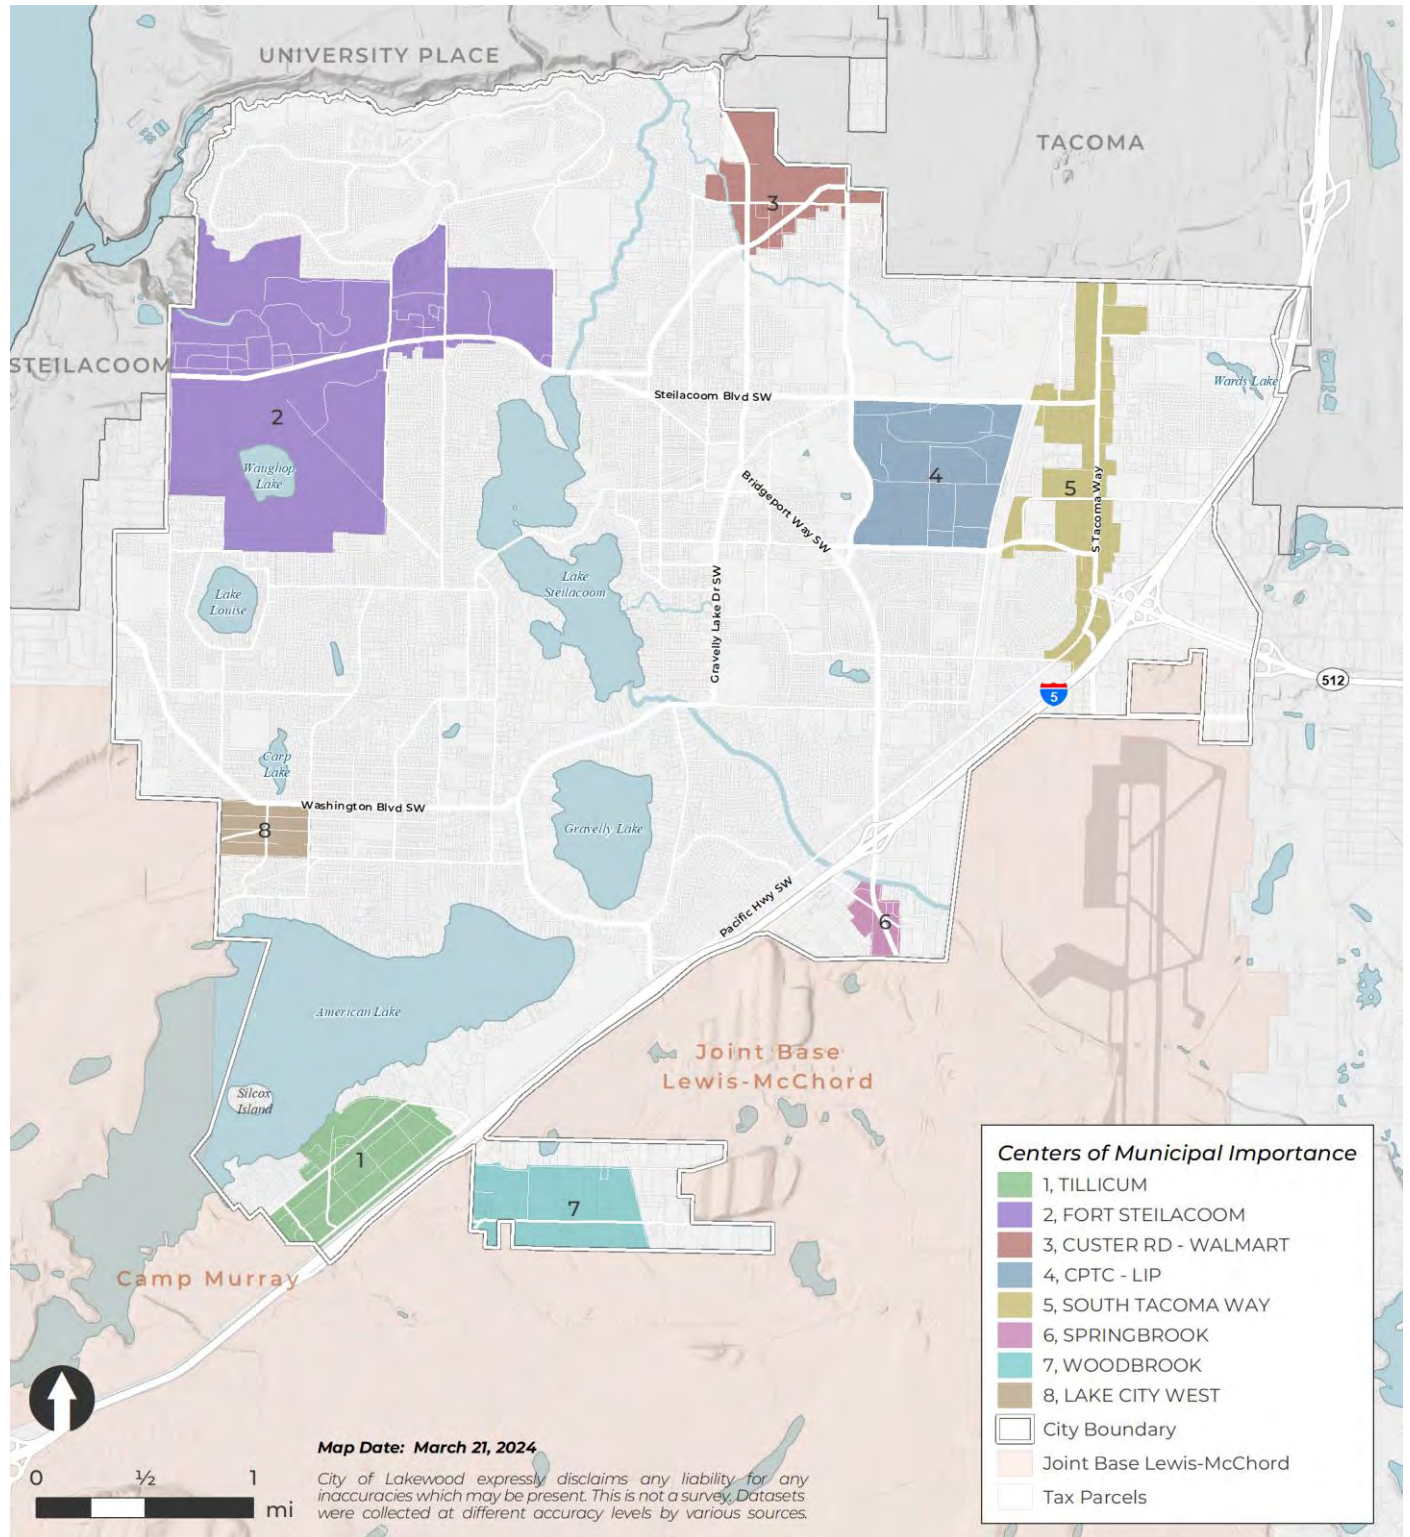 UNIVERSITY PLACE
TACOMA
3
STEILACOOM
Wards Lake
Steilacoom Blvd SW
2
Waughop
Lake
4
5
Bridgeport Way SW
S Tacoma Way
Lake
Steilacoom
Lake
Louise
Gravelly Lake Dr SW
512
5
Carp
Lake
Washington Blvd SW
8
Gravelly Lake
Pacific Hwy SW
6
American Lake
Joint Base
Lewis-McChord
Silcox
Island
1
7
Camp Murray
Centers of Municipal Importance
1, TILLICUM
2, FORT STEILACOOM
3, CUSTER RD - WALMART
4, CPTC - LIP
5, SOUTH TACOMA WAY
6, SPRINGBROOK
7, WOODBROOK
8, LAKE CITY WEST
City Boundary
Joint Base Lewis-McChord
Tax Parcels
0 ½ 1
mi
Map Date: March 21, 2024
City of Lakewood expressly disclaims any liability for any
inaccuracies which may be present. This is not a survey. Datasets
were collected at different accuracy levels by various sources.